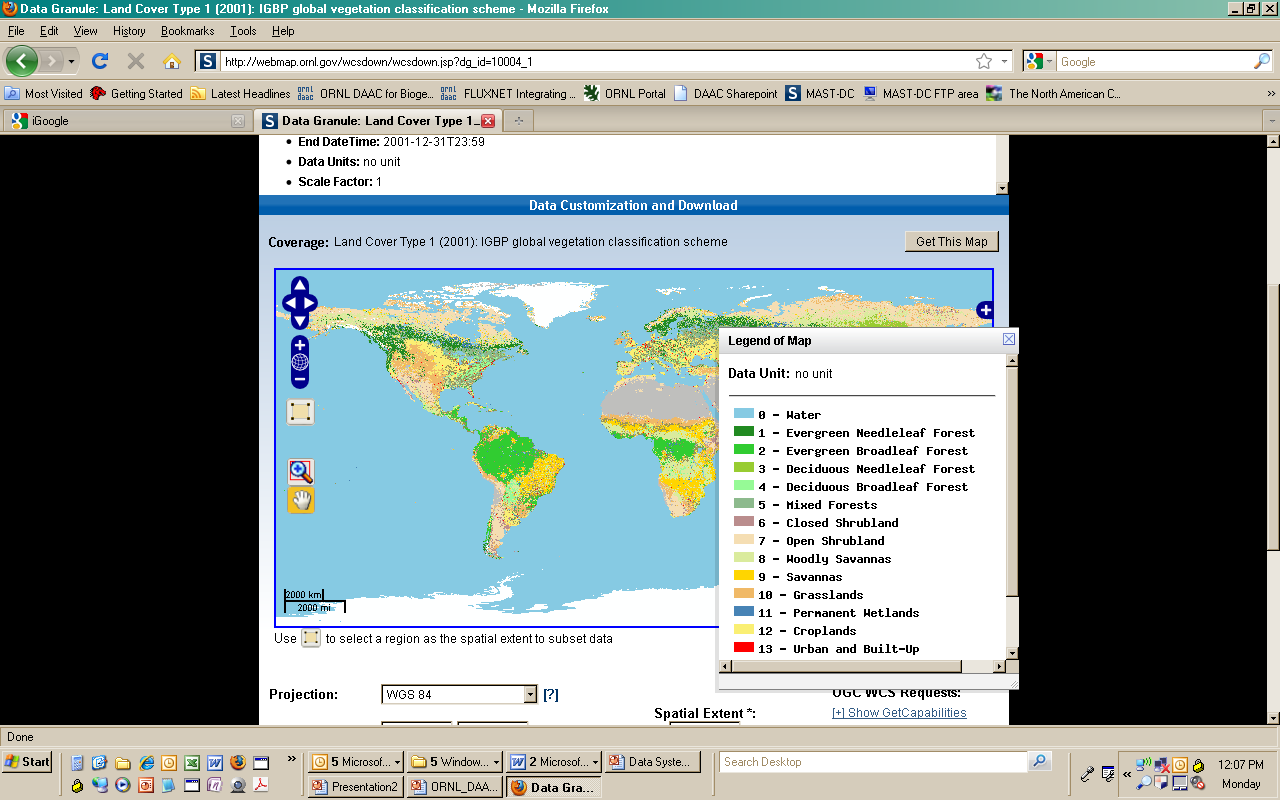 Data Granule: Land Cover Type 1 (2001): IGBP global vegetation classification scheme - Mozilla Firefox
File Edit View History Bookmarks Tools Help
http://webmap.ornl.gov/wcsdown/wcsdown.jsp?dg_id=10004_1
Google
Most Visited Getting Started Latest Headlines ORNL DAAC for Bioge... FLUXNET Integrating ... ORNL Portal DAAC Sharepoint MAST-DC MAST-DC FTP area The North American C...
iGoogle
Data Granule: Land Cover Type 1...
End DateTime: 2001-12-31T23:59
Data Units: no unit
Scale Factor: 1
Data Customization and Download
Coverage: Land Cover Type 1 (2001): IGBP global vegetation classification scheme
Get This Map
Legend of Map
Data Unit: no unit
0 - Water
1 - Evergreen Needleleaf Forest
2 - Evergreen Broadleaf Forest
3 - Deciduous Needleleaf Forest
4 - Deciduous Broadleaf Forest
5 - Mixed Forests
6 - Closed Shrubland
7 - Open Shrubland
8 - Woodly Savannas
9 - Savannas
10 - Grasslands
11 - Permanent Wetlands
12 - Croplands
13 - Urban and Built-Up
2000 km
2000 mi
Use to select a region as the spatial extent to subset data
Projection: WGS 84 [?]
OGC WCS Requests:
Spatial Extent *:
[+] Show GetCapabilities
Done
Start
5 Microsof...
5 Window...
2 Microsof...
Data Syste...
Search Desktop
12:07 PM
Presentation2
ORNL_DAA...
Data Gra...
Monday